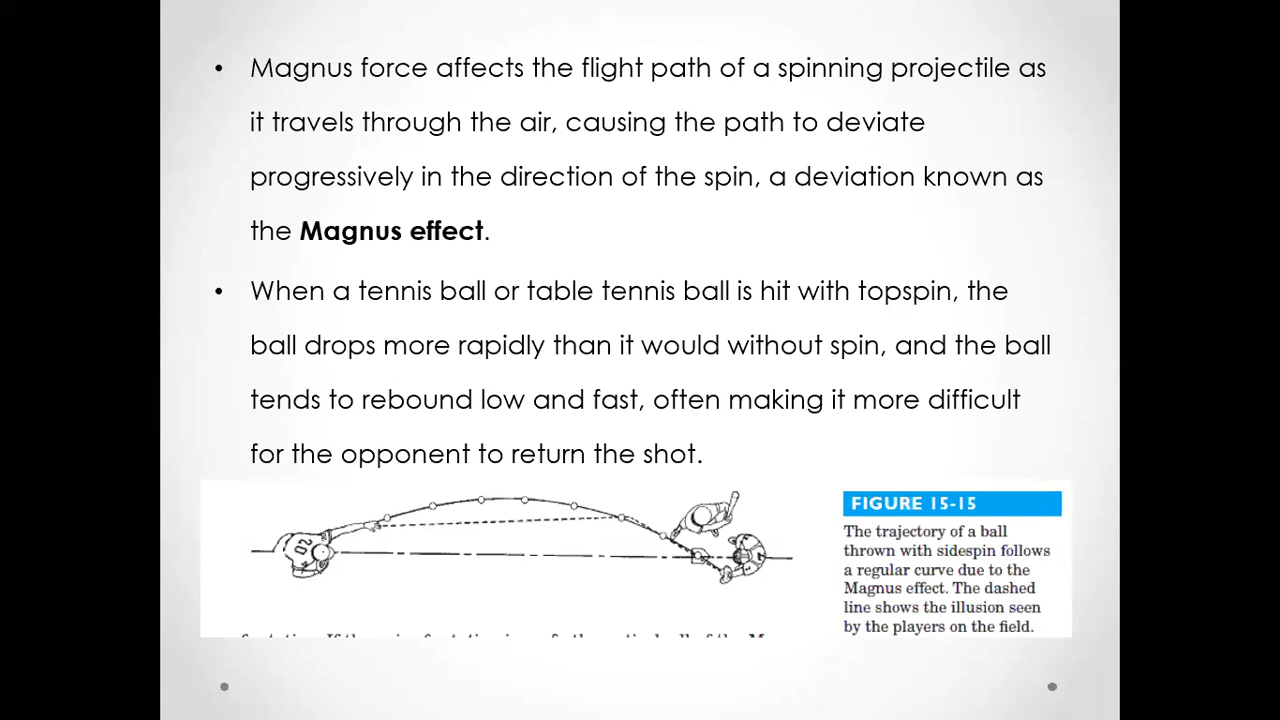 • Magnus force affects the flight path of a spinning projectile as
it travels through the air, causing the path to deviate
progressively in the direction of the spin, a deviation known as
the Magnus effect.
• When a tennis ball or table tennis ball is hit with topspin, the
ball drops more rapidly than it would without spin, and the ball
tends to rebound low and fast, often making it more difficult
for the opponent to return the shot.
20
FIGURE 15-15
The trajectory of a ball
thrown with sidespin follows
a regular curve due to the
Magnus effect. The dashed
line shows the illusion seen
by the players on the field.